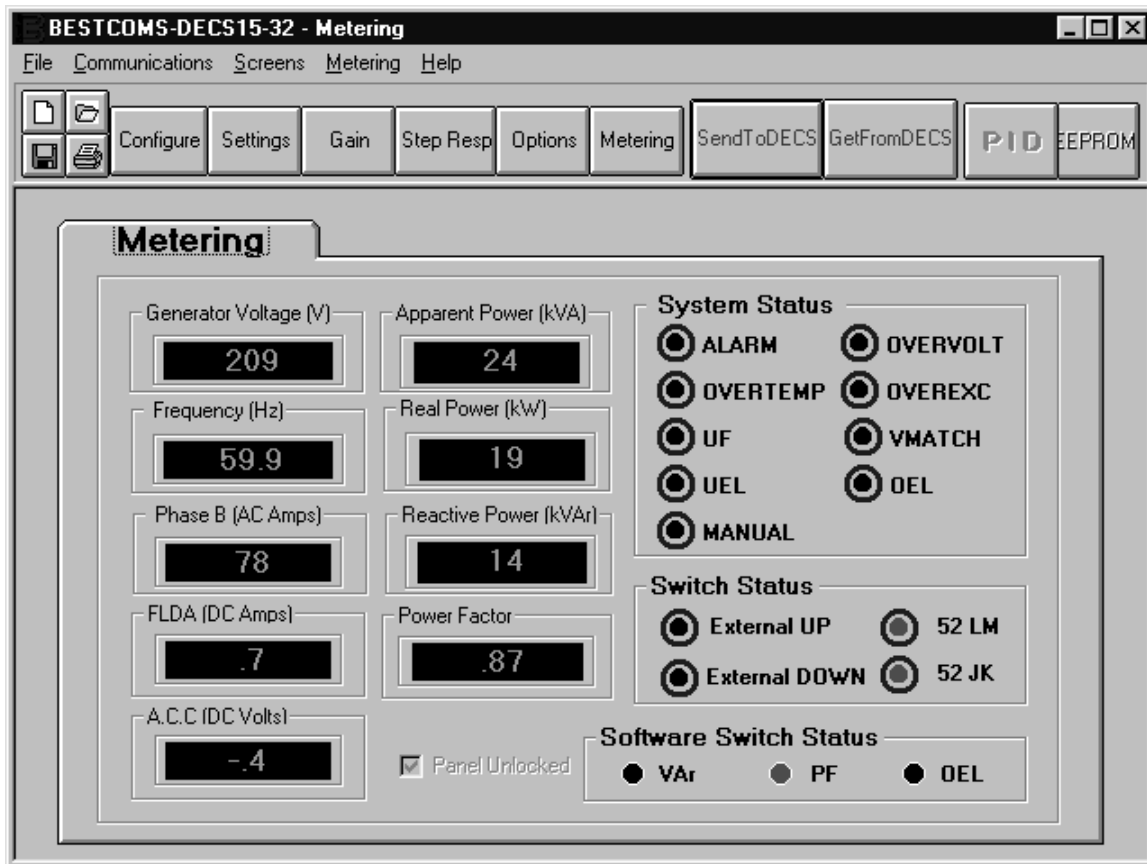 BESTCOMS-DECS15-32 - Metering
File Communications Screens Metering Help
Configure Settings Gain Step Resp Options Metering SendToDECS GetFromDECS PID EEPROM
Metering
Generator Voltage (V)
209
Frequency (Hz)
59.9
Phase B (AC Amps)
78
FLDA (DC Amps)
.7
A.C.C (DC Volts)
-.4
Apparent Power (kVA)
24
Real Power (kW)
19
Reactive Power (kVAr)
14
Power Factor
.87
Panel Unlocked
System Status
ALARM OVERVOLT
OVERTEMP OVEREXC
UF VMATCH
UEL OEL
MANUAL
Switch Status
External UP 52 LM
External DOWN 52 JK
Software Switch Status
VAr PF OEL